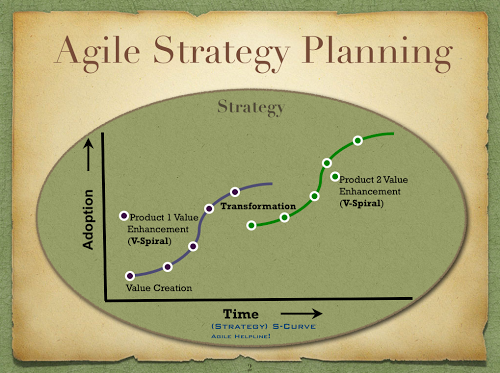 Agile Strategy Planning
Strategy
Adoption
Product 1 Value
Enhancement
(V-Spiral)
Transformation
Product 2 Value
Enhancement
(V-Spiral)
Value Creation
Time
(Strategy) S-Curve
Agile Helpline!
2